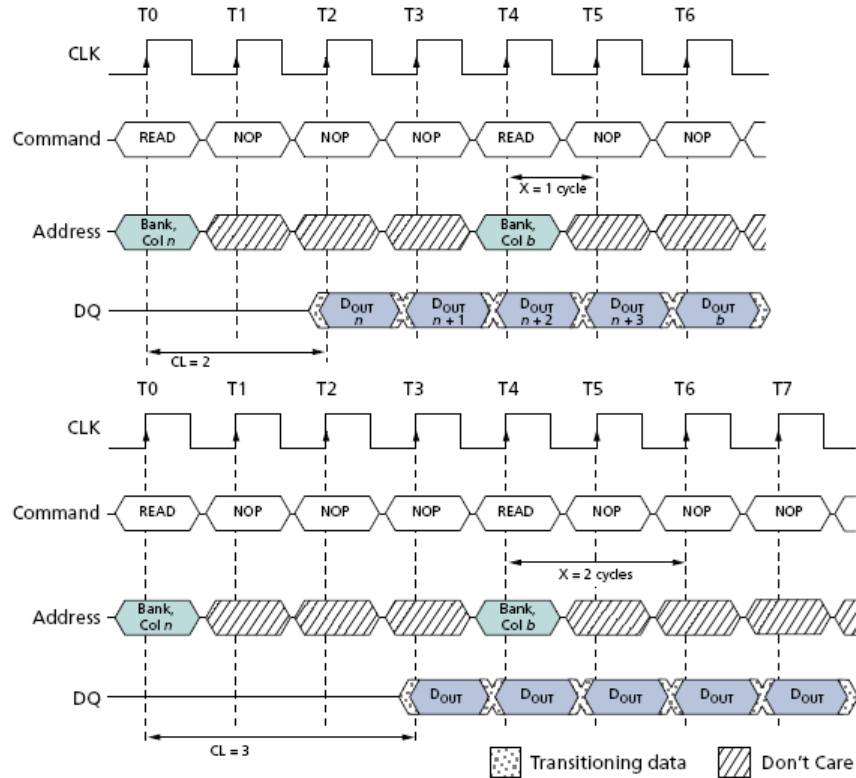 T0 T1 T2 T3 T4 T5 T6
CLK
Command READ NOP NOP NOP READ NOP NOP
X = 1 cycle
Address Bank, Col n Bank, Col b
DQ DOUT n DOUT n + 1 DOUT n + 2 DOUT n + 3 DOUT b
CL = 2
T0 T1 T2 T3 T4 T5 T6 T7
CLK
Command READ NOP NOP NOP READ NOP NOP NOP
X = 2 cycles
Address Bank, Col n Bank, Col b
DQ DOUT DOUT DOUT DOUT DOUT
CL = 3
Transitioning data Don't Care